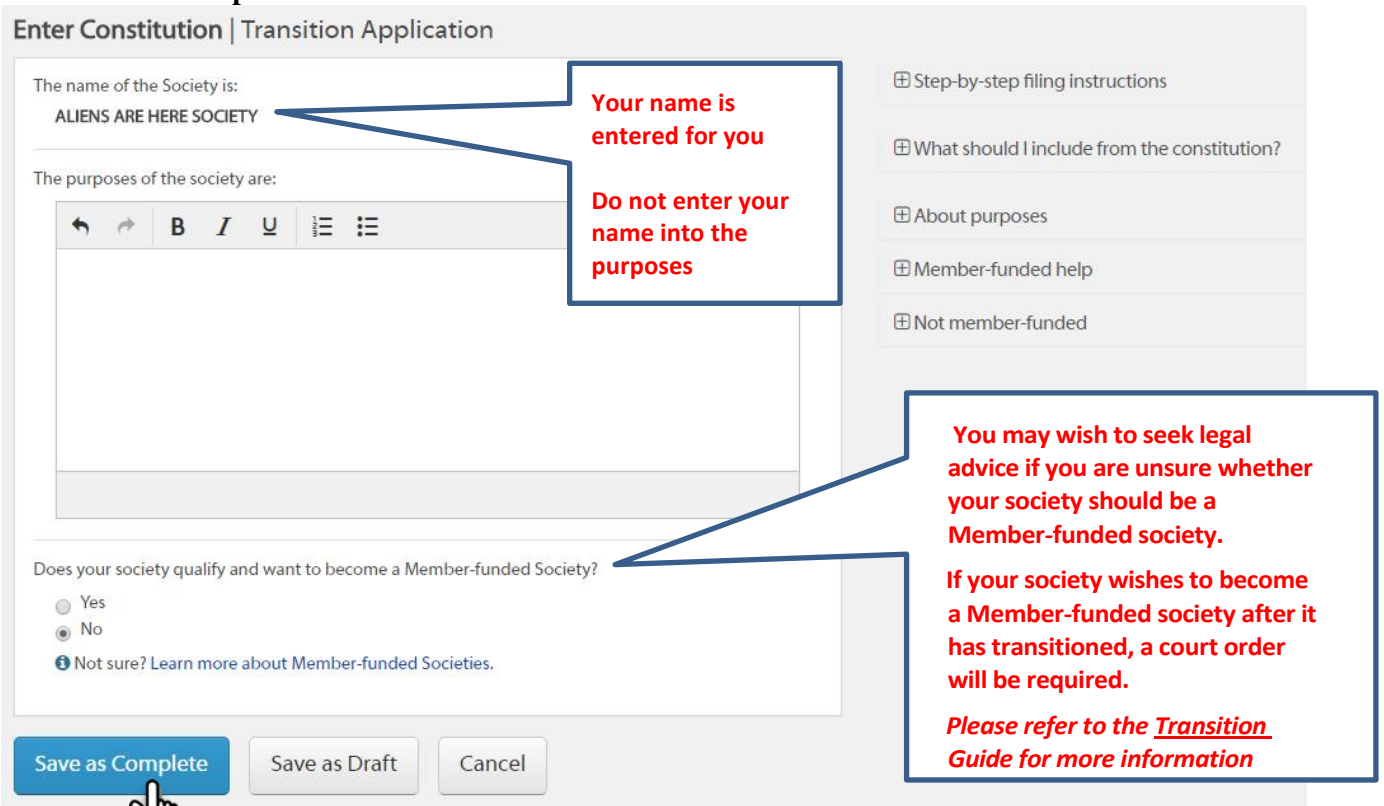 Enter Constitution | Transition Application
The name of the Society is:
ALIENS ARE HERE SOCIETY
The purposes of the society are:
B I U
Your name is
entered for you
Do not enter your
name into the
purposes
Step-by-step filing instructions
What should I include from the constitution?
About purposes
Member-funded help
Not member-funded
Does your society qualify and want to become a Member-funded Society?
Yes
No
Not sure? Learn more about Member-funded Societies.
You may wish to seek legal
advice if you are unsure whether
your society should be a
Member-funded society.
If your society wishes to become
a Member-funded society after it
has transitioned, a court order
will be required.
Please refer to the Transition
Guide for more information
Save as Complete
Save as Draft
Cancel